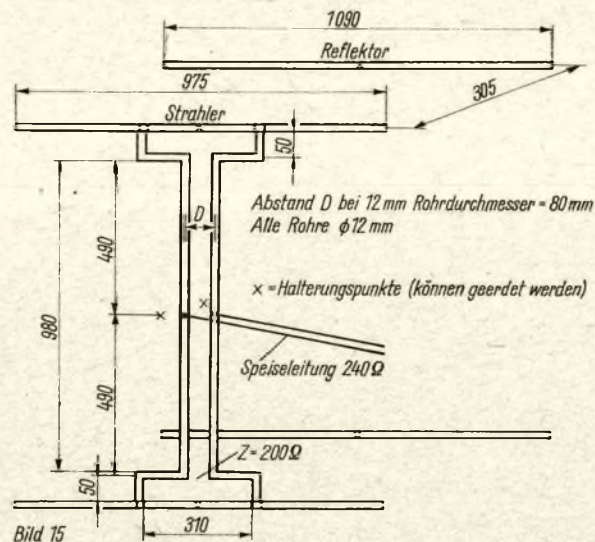 1090
Reflektor
975
305
Strahler
50
D
Abstand D bei 12 mm Rohrdurchmesser = 80 mm
Alle Rohre ϕ 12 mm
490
× = Halterungspunkte (können geerdet werden)
980
Speiseleitung 240 Ω
490
Z = 200 Ω
50
310
Bild 15